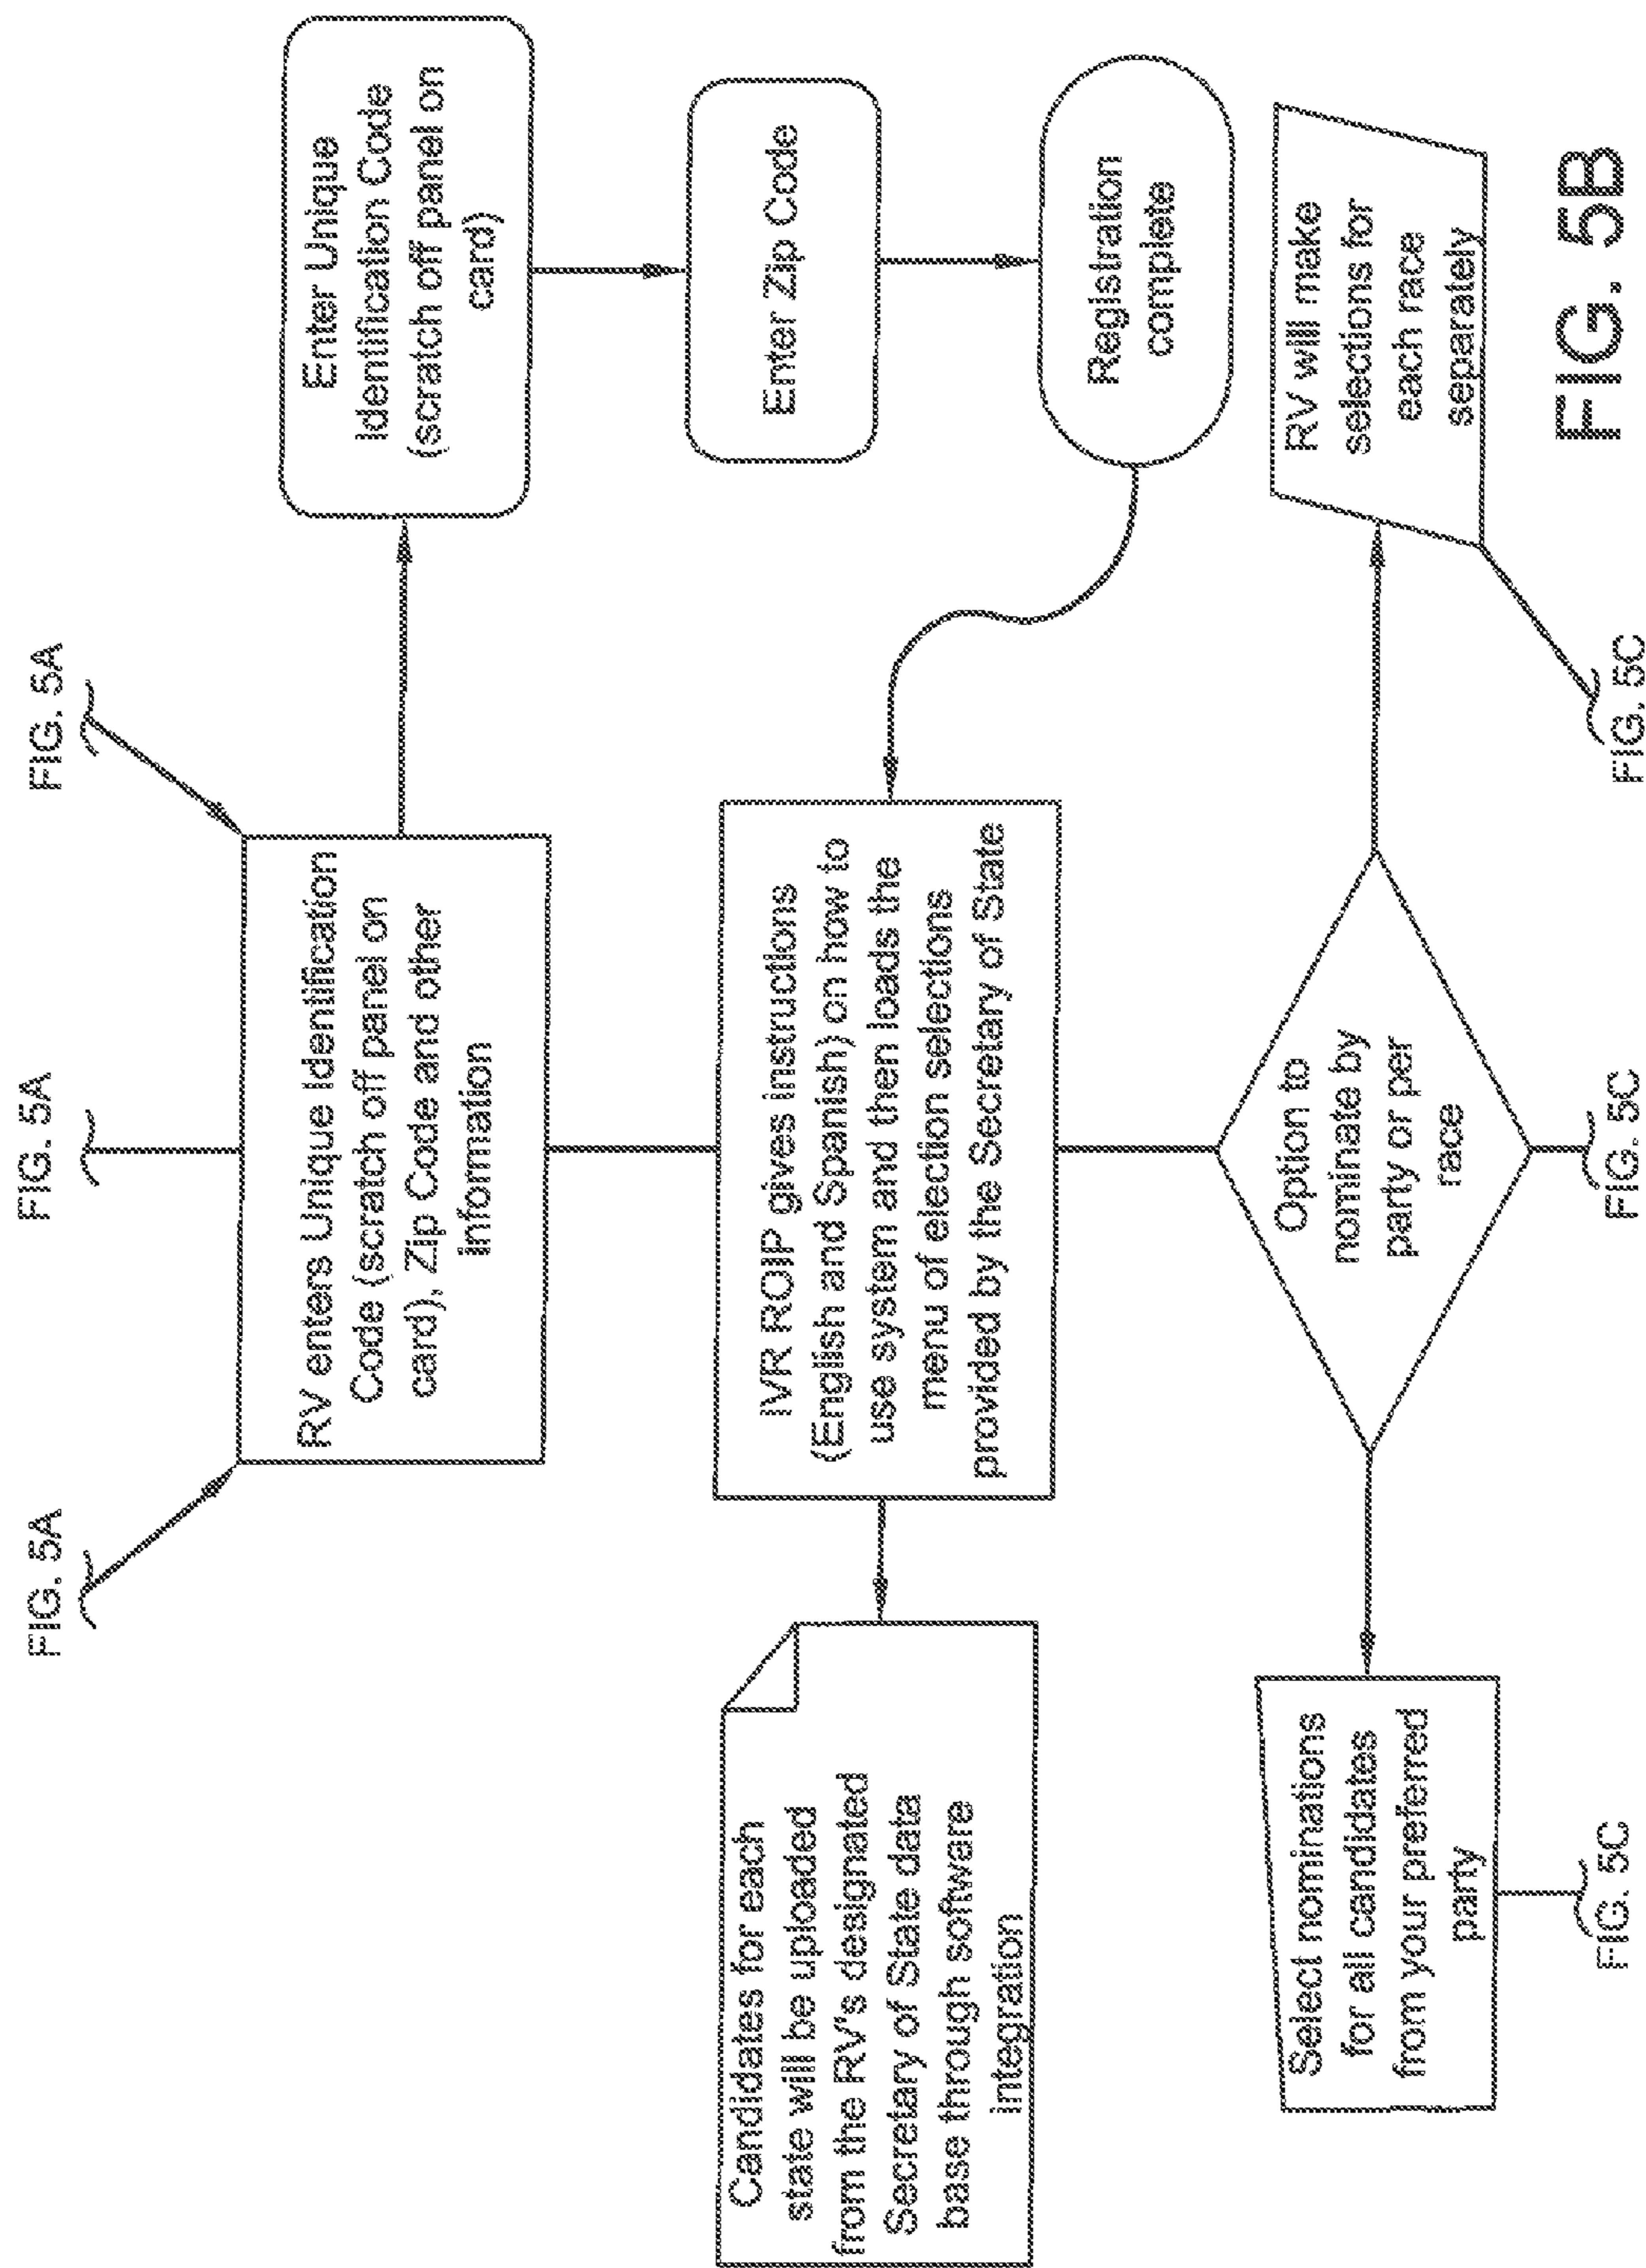 FIG. 5A
FIG. 5A
FIG. 5A
RV enters Unique Identification
Code (scratch off panel on
card), Zip Code and other
information
Enter Unique
Identification Code
(scratch off panel on
card)
Enter Zip Code
Registration
complete
Candidates for each
state will be uploaded
from the RV's designated
Secretary of State data
base through software
integration
IVR ROIP gives instructions
(English and Spanish) on how to
use system and then loads the
menu of election selections
provided by the Secretary of State
Select nominations
for all candidates
from your preferred
party
Option to
nominate by
party or per
race
RV will make
selections for
each race
separately
FIG. 5C
FIG. 5C
FIG. 5C
FIG. 5B